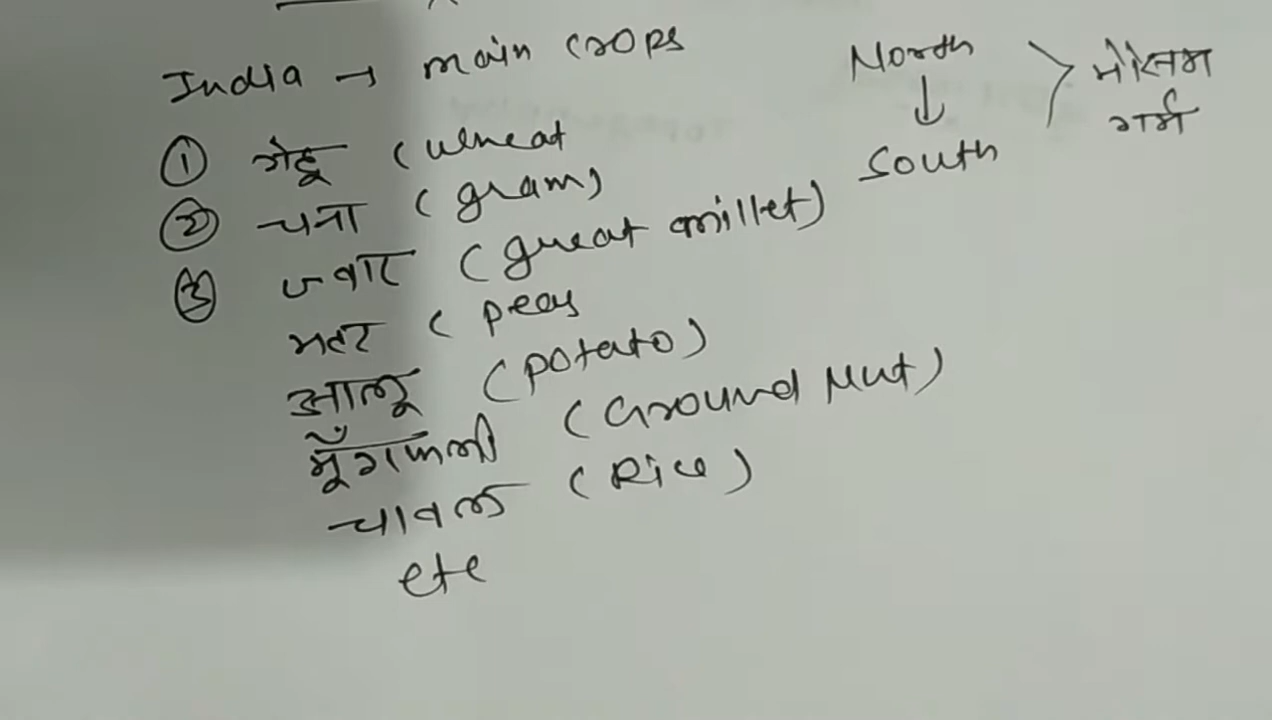 India → main crops
① गेहू (wheat
② चना (gram)
③ ज्वार (great millet)
मटर (peas
आलू (potato)
मूँगफली (Ground Nut)
चावल (Rice)
etc
North
↓
South
मौसम
गर्म